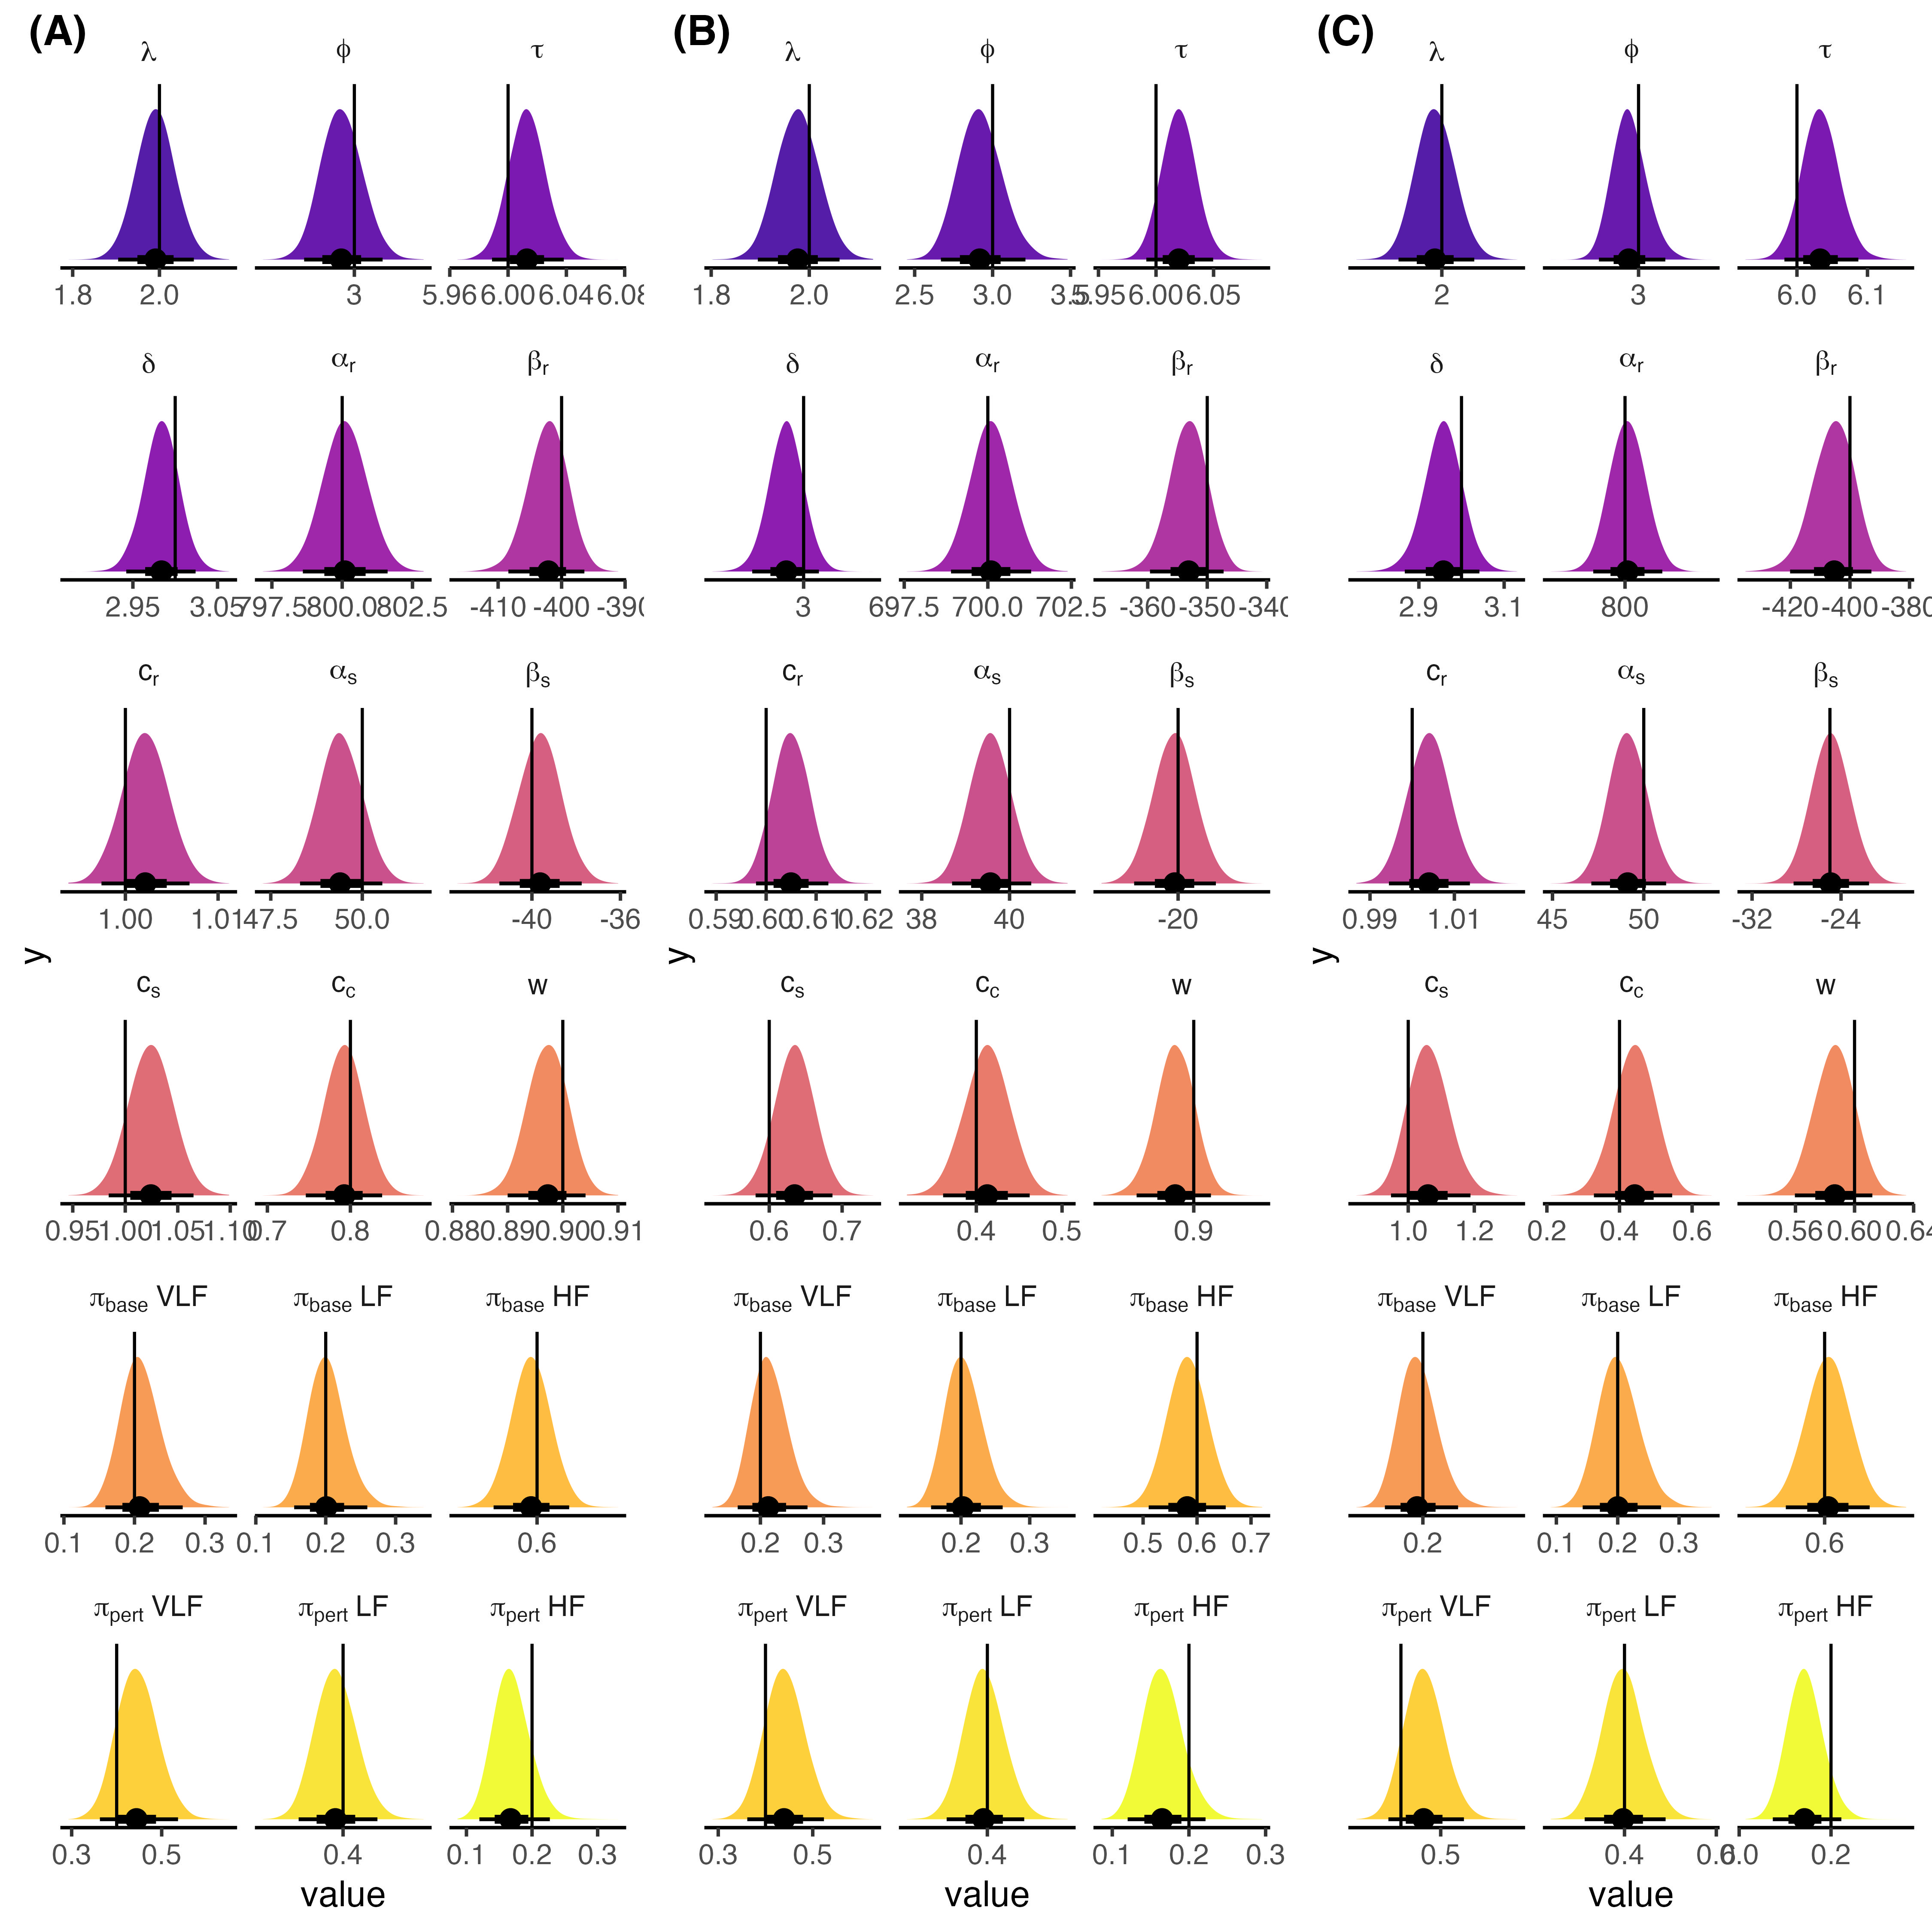 (A) (B) (C)
λ ϕ τ λ ϕ τ λ ϕ τ
1.8 2.0 3 5.96 6.00 6.04 6.08 1.8 2.0 2.5 3.0 3.5 5.95 6.00 6.05 2 3 6.0 6.1
δ αr βr δ αr βr δ αr βr
2.95 3.05 797.5 800.0 802.5 -410 -400 -390 3 697.5 700.0 702.5 -360 -350 -340 2.9 3.1 800 -420 -400 -380
cr αs βs cr αs βs cr αs βs
1.00 1.01 47.5 50.0 -40 -36 0.59 0.60 0.61 0.62 38 40 -20 0.99 1.01 45 50 -32 -24
y y y
cs cc w cs cc w cs cc w
0.95 1.00 1.05 1.10 0.7 0.8 0.88 0.89 0.90 0.91 0.6 0.7 0.4 0.5 0.9 1.0 1.2 0.2 0.4 0.6 0.56 0.60 0.64
πbase VLF πbase LF πbase HF πbase VLF πbase LF πbase HF πbase VLF πbase LF πbase HF
0.1 0.2 0.3 0.1 0.2 0.3 0.6 0.2 0.3 0.2 0.3 0.5 0.6 0.7 0.2 0.1 0.2 0.3 0.6
πpert VLF πpert LF πpert HF πpert VLF πpert LF πpert HF πpert VLF πpert LF πpert HF
0.3 0.5 0.4 0.1 0.2 0.3 0.3 0.5 0.4 0.1 0.2 0.3 0.5 0.4 0.6 0.0 0.2
value value value